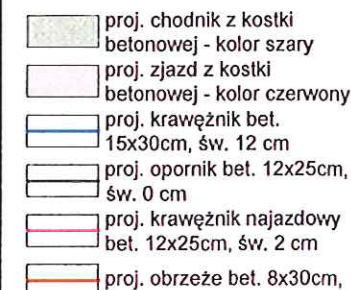 proj. chodnik z kostki
betonowej - kolor szary
proj. zjazd z kostki
betonowej - kolor czerwony
proj. krawężnik bet.
15x30cm, św. 12 cm
proj. opornik bet. 12x25cm,
św. 0 cm
proj. krawężnik najazdowy
bet. 12x25cm, św. 2 cm
proj. obrzeże bet. 8x30cm,